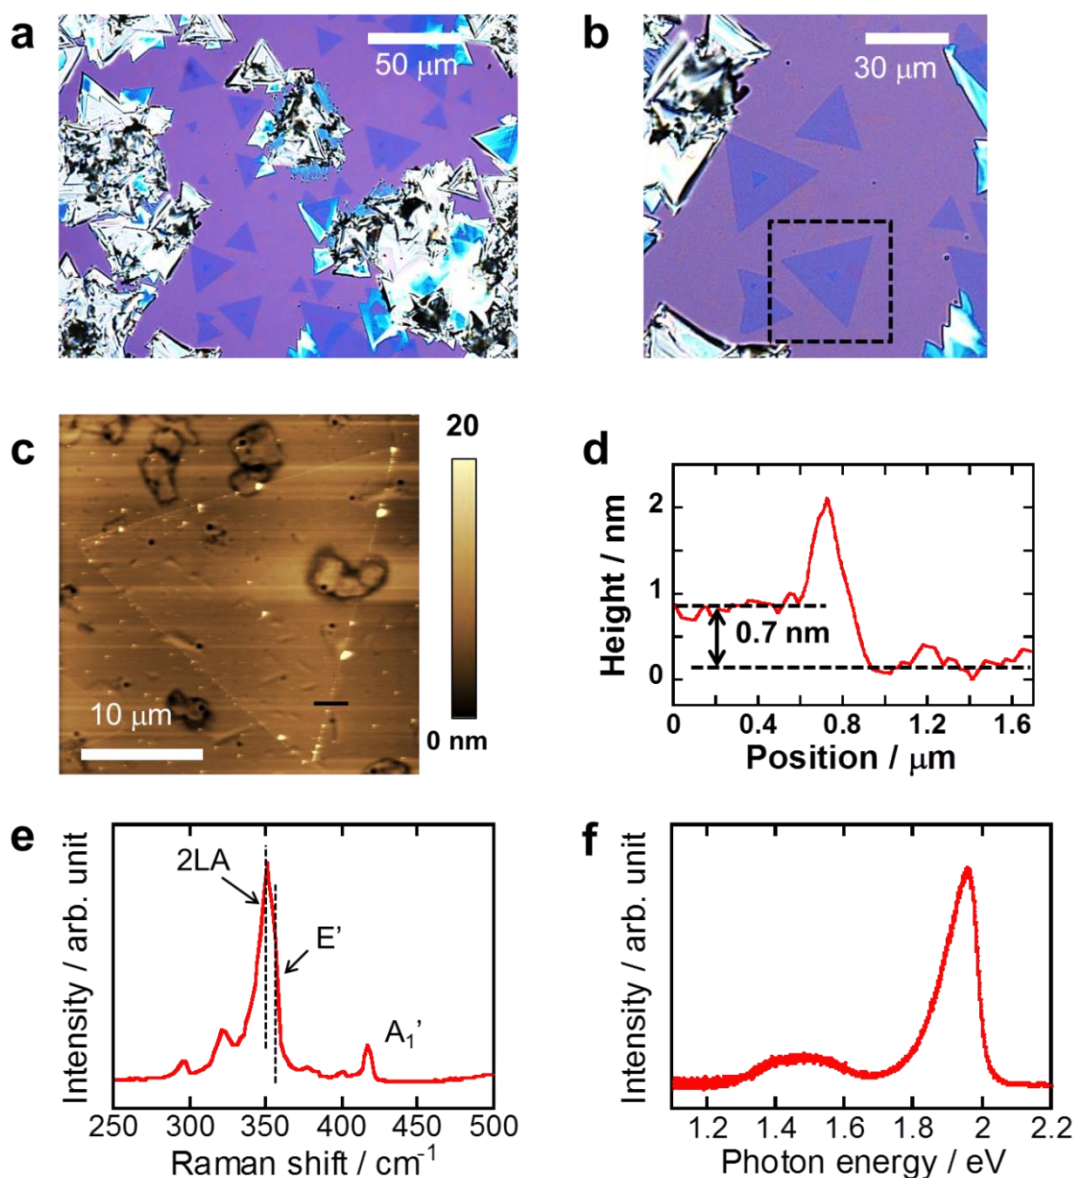 a
50 μm
b
30 μm
c
10 μm
20
0 nm
d
Height / nm
2
1
0
0.7 nm
0 0.4 0.8 1.2 1.6
Position / μm
e
Intensity / arb. unit
2LA
E'
A₁'
250 300 350 400 450 500
Raman shift / cm⁻¹
f
Intensity / arb. unit
1.2 1.4 1.6 1.8 2 2.2
Photon energy / eV